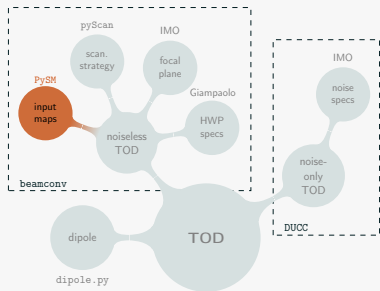 pyScan
IMO
scan.
strategy
focal
plane
PySM
Giampaolo
input
maps
noiseless
TOD
HWP
specs
beamconv
IMO
noise
specs
noise-
only
TOD
DUCC
dipole
TOD
dipole.py